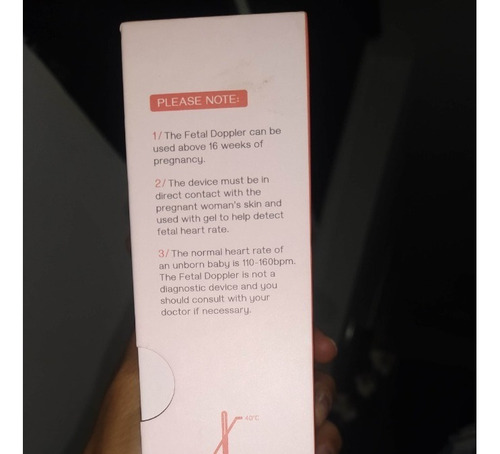 PLEASE NOTE:
1/ The Fetal Doppler can be
used above 16 weeks of
pregnancy.
2/ The device must be in
direct contact with the
pregnant woman's skin and
used with gel to help detect
fetal heart rate.
3/ The normal heart rate of
an unborn baby is 110-160bpm.
The Fetal Doppler is not a
diagnostic device and you
should consult with your
doctor if necessary.
40°C